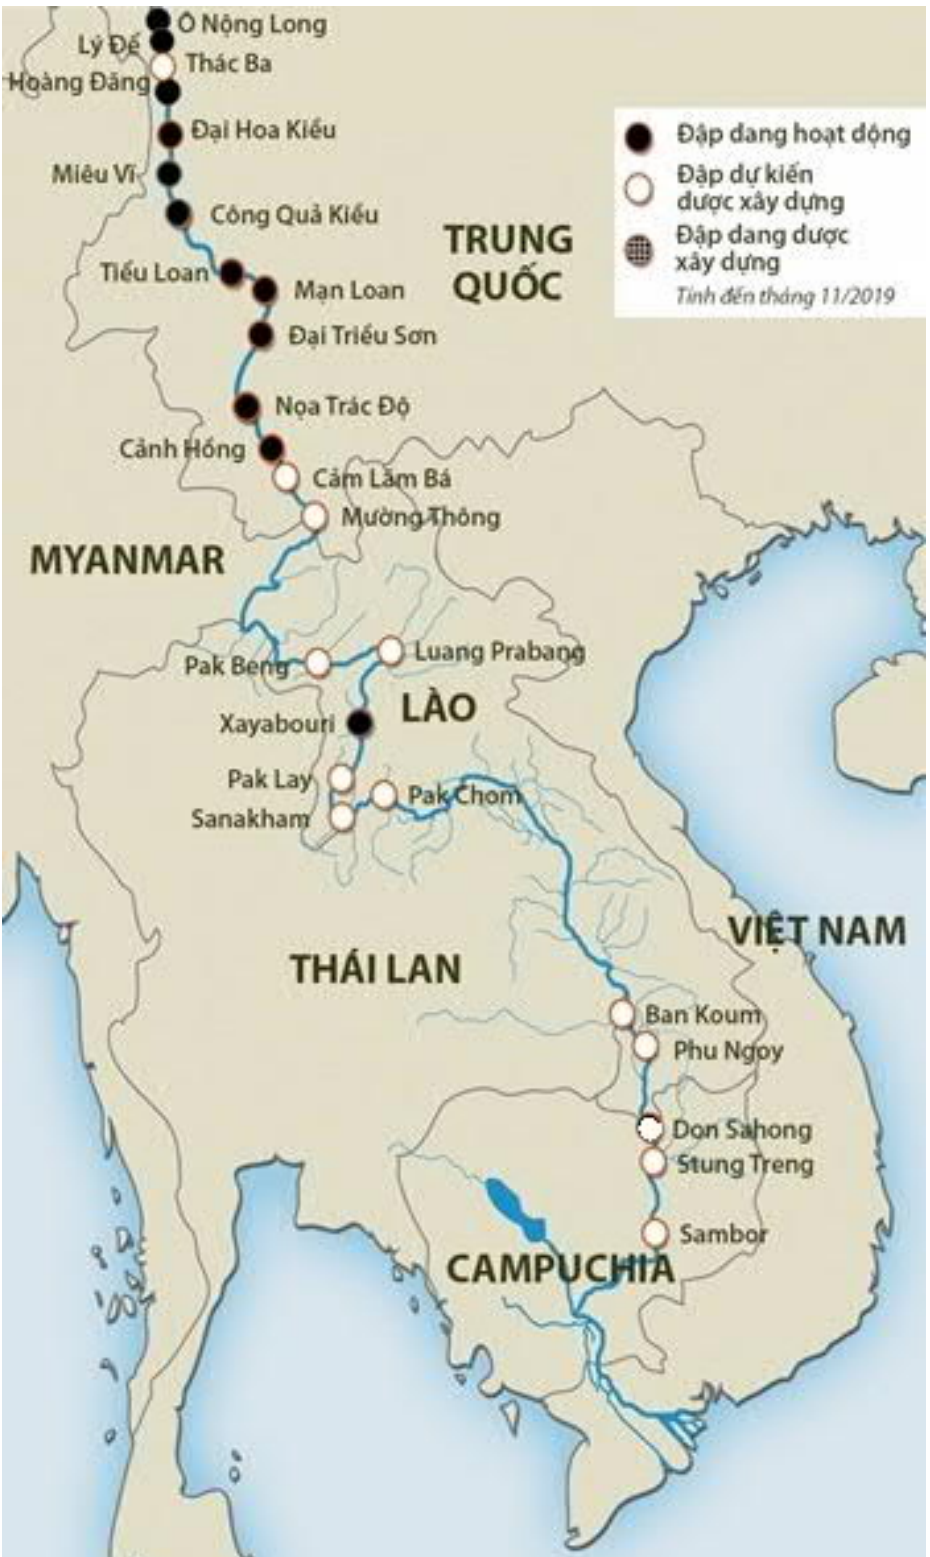 Ô Nộng Long
Lý Đế
Thác Ba
Hoàng Đăng
Đại Hoa Kiều
Miêu Vĩ
Công Quả Kiều
Tiểu Loan
Mạn Loan
Đại Triều Sơn
Nọa Trác Độ
Cảnh Hồng
Cảm Lãm Bá
Mường Thông
TRUNG
QUỐC
Đập đang hoạt động
Đập dự kiến
được xây dựng
Đập đang được
xây dựng
Tính đến tháng 11/2019
MYANMAR
Pak Beng
Luang Prabang
LÀO
Xayabouri
Pak Lay
Pak Chom
Sanakham
VIỆT NAM
THÁI LAN
Ban Koum
Phu Ngoy
Don Sahong
Stung Treng
Sambor
CAMPUCHIA